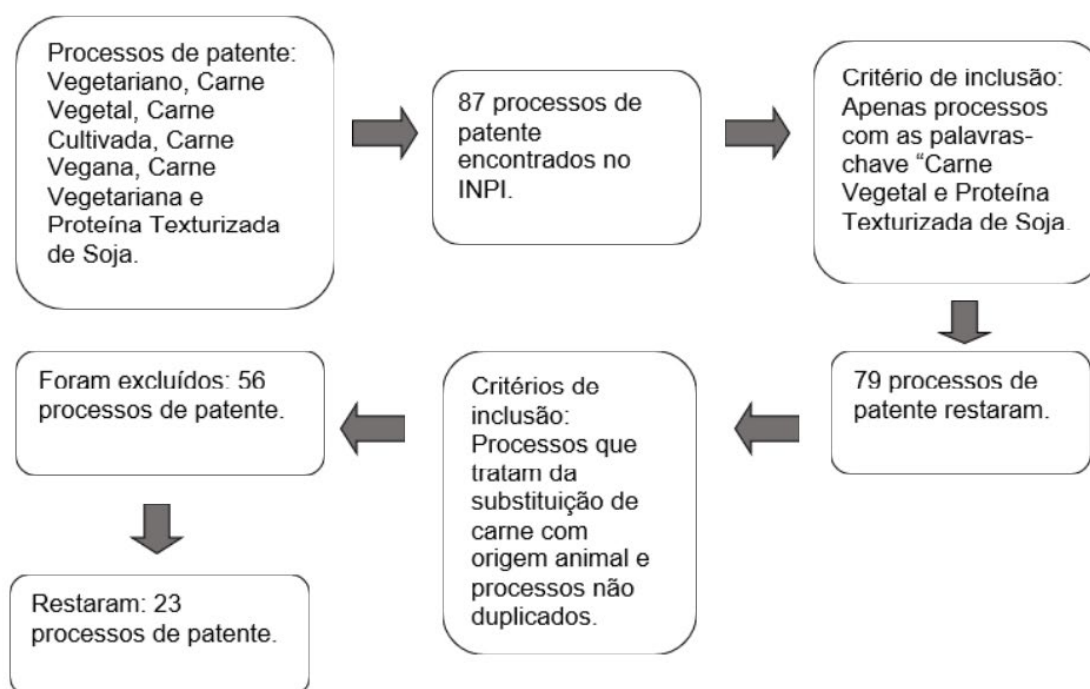 Processos de patente:
Vegetariano, Carne
Vegetal, Carne
Cultivada, Carne
Vegana, Carne
Vegetariana e
Proteína Texturizada
de Soja.
87 processos de
patente
encontrados no
INPI.
Critério de inclusão:
Apenas processos
com as palavras-
chave “Carne
Vegetal e Proteína
Texturizada de Soja.
79 processos de
patente restaram.
Critérios de
inclusão:
Processos que
tratam da
substituição de
carne com
origem animal e
processos não
duplicados.
Foram excluídos: 56
processos de patente.
Restaram: 23
processos de patente.